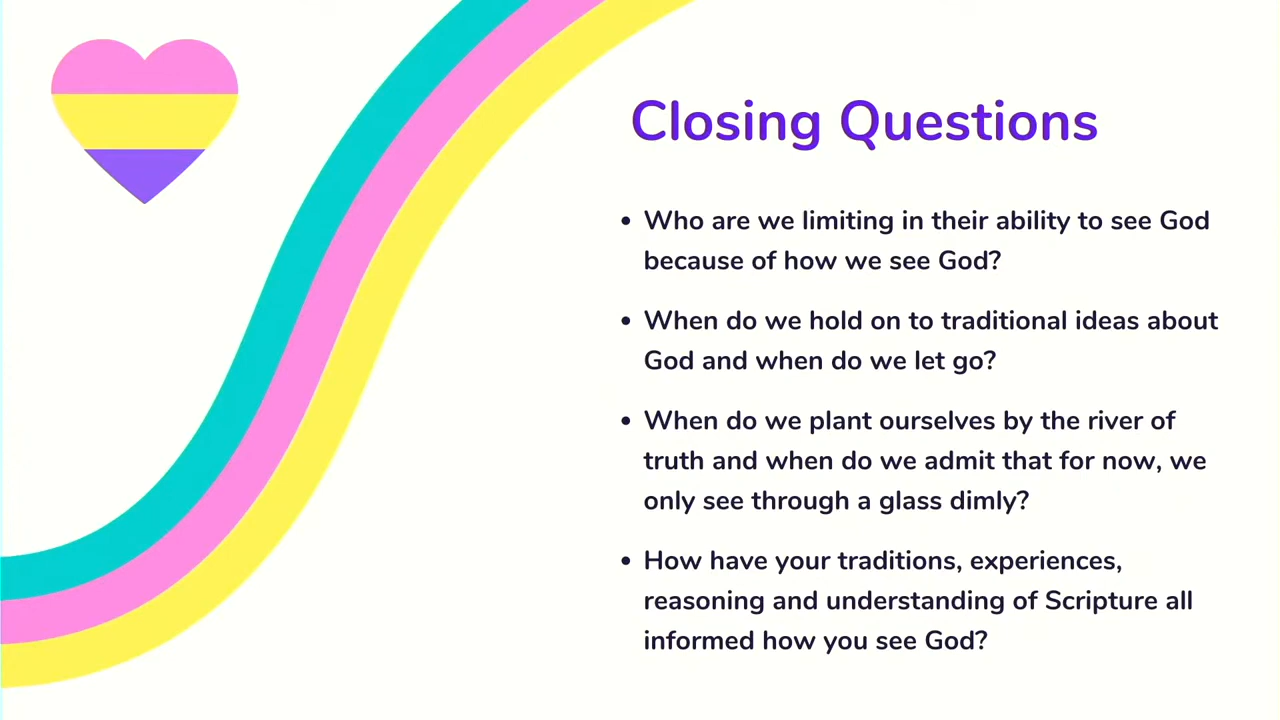 Closing Questions
• Who are we limiting in their ability to see God
because of how we see God?
• When do we hold on to traditional ideas about
God and when do we let go?
• When do we plant ourselves by the river of
truth and when do we admit that for now, we
only see through a glass dimly?
• How have your traditions, experiences,
reasoning and understanding of Scripture all
informed how you see God?